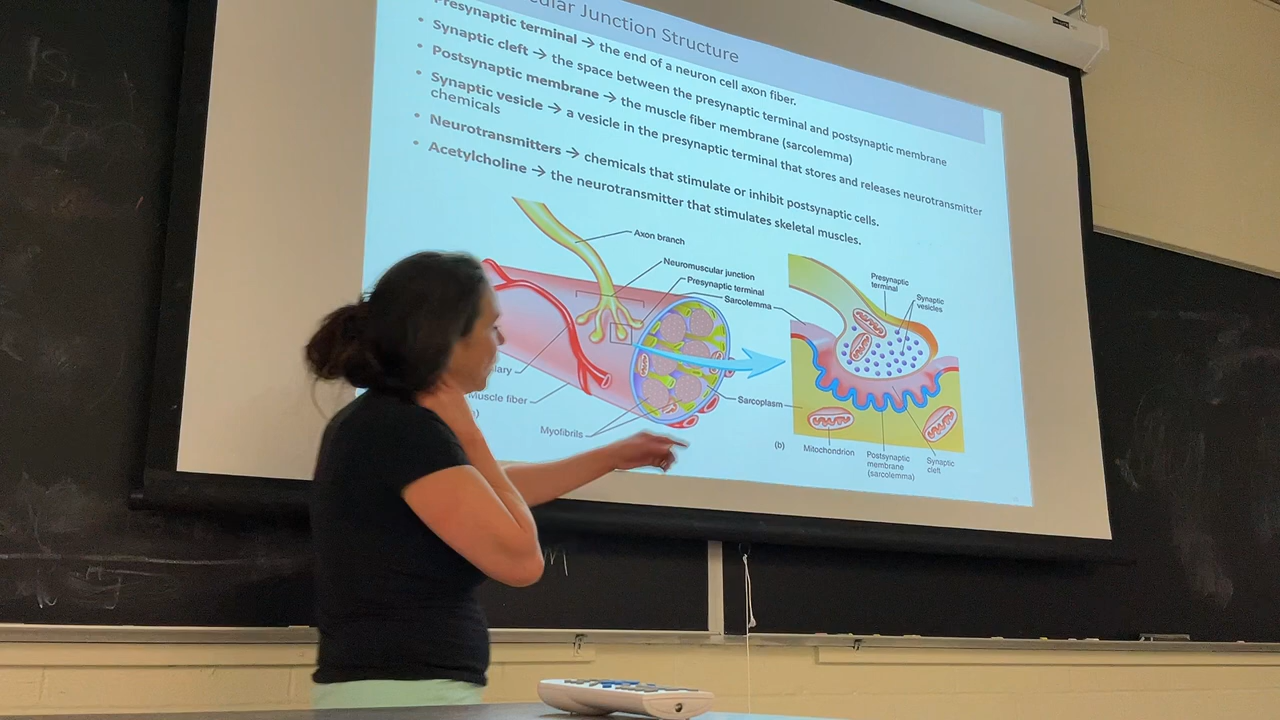 cular Junction Structure
Presynaptic terminal → the end of a neuron cell axon fiber.
• Synaptic cleft → the space between the presynaptic terminal and postsynaptic membrane
• Postsynaptic membrane → the muscle fiber membrane (sarcolemma)
• Synaptic vesicle → a vesicle in the presynaptic terminal that stores and releases neurotransmitter
chemicals
• Neurotransmitters → chemicals that stimulate or inhibit postsynaptic cells.
• Acetylcholine → the neurotransmitter that stimulates skeletal muscles.
Axon branch
Neuromuscular junction
Presynaptic terminal
Sarcolemma
llary
Muscle fiber
Myofibrils
Sarcoplasm
Presynaptic
terminal
Synaptic
vesicles
(b)
Mitochondrion
Postsynaptic
membrane
(sarcolemma)
Synaptic
cleft